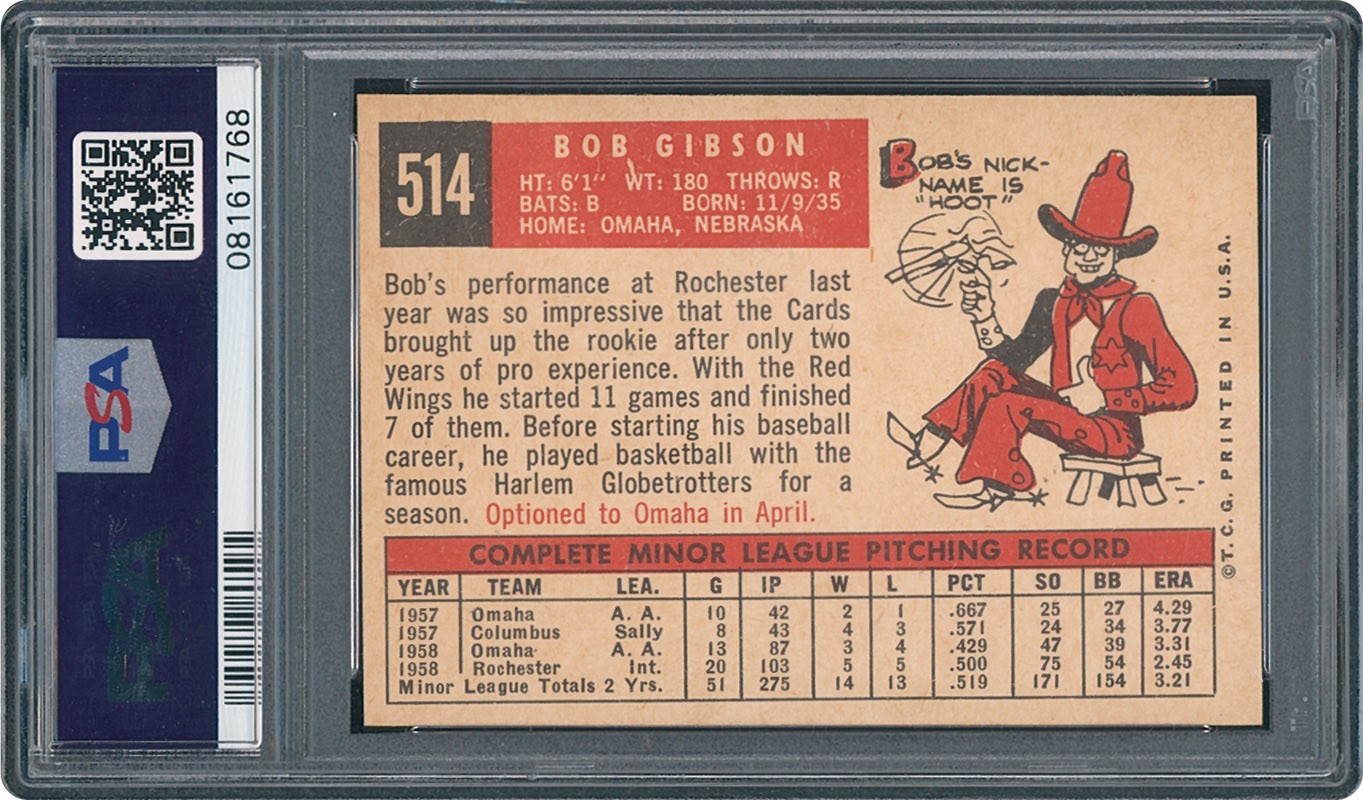 081617168
PSA
PSA
514
BOB GIBSON
HT: 6'1" WT: 180 THROWS: R
BATS: B BORN: 11/9/35
HOME: OMAHA, NEBRASKA
BOB'S NICK-
NAME IS
"HOOT"
Bob's performance at Rochester last
year was so impressive that the Cards
brought up the rookie after only two
years of pro experience. With the Red
Wings he started 11 games and finished
7 of them. Before starting his baseball
career, he played basketball with the
famous Harlem Globetrotters for a
season. Optioned to Omaha in April.
COMPLETE MINOR LEAGUE PITCHING RECORD
YEAR TEAM LEA. G IP W L PCT SO BB ERA
1957 Omaha A. A. 10 42 2 1 .667 25 27 4.29
1957 Columbus Sally 8 43 4 3 .571 24 34 3.77
1958 Omaha A. A. 13 87 3 4 .429 47 39 3.31
1958 Rochester Int. 20 103 5 5 .500 75 54 2.45
Minor League Totals 2 Yrs. 51 275 14 13 .519 171 154 3.21
©T.C.G. PRINTED IN U.S.A.
PSA